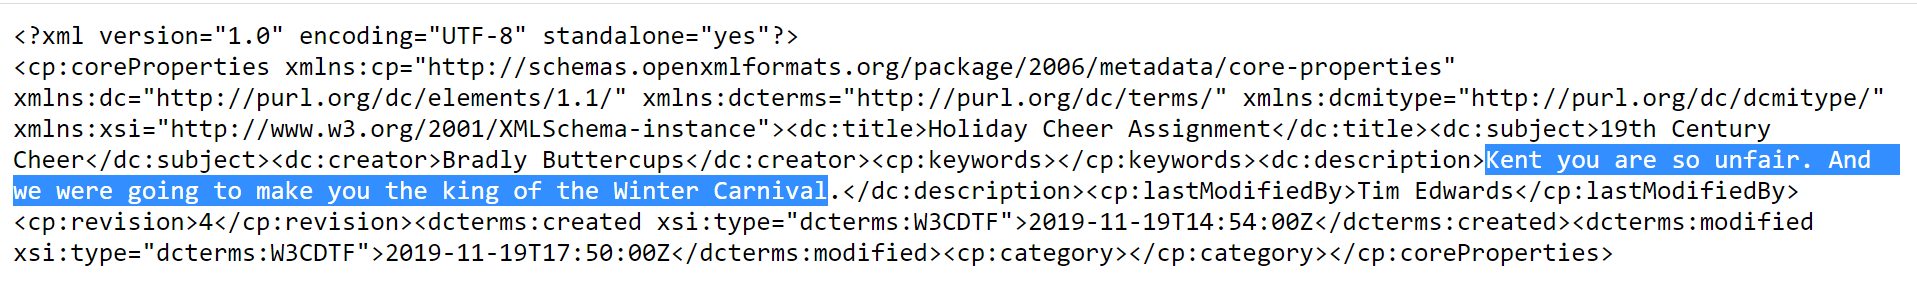 <?xml version="1.0" encoding="UTF-8" standalone="yes"?>
<cp:coreProperties xmlns:cp="http://schemas.openxmlformats.org/package/2006/metadata/core-properties"
xmlns:dc="http://purl.org/dc/elements/1.1/" xmlns:dcterms="http://purl.org/dc/terms/" xmlns:dcmitype="http://purl.org/dc/dcmitype/"
xmlns:xsi="http://www.w3.org/2001/XMLSchema-instance"><dc:title>Holiday Cheer Assignment</dc:title><dc:subject>19th Century
Cheer</dc:subject><dc:creator>Bradly Buttercups</dc:creator><cp:keywords></cp:keywords><dc:description>Kent you are so unfair. And
we were going to make you the king of the Winter Carnival.</dc:description><cp:lastModifiedBy>Tim Edwards</cp:lastModifiedBy>
<cp:revision>4</cp:revision><dcterms:created xsi:type="dcterms:W3CDTF">2019-11-19T14:54:00Z</dcterms:created><dcterms:modified
xsi:type="dcterms:W3CDTF">2019-11-19T17:50:00Z</dcterms:modified><cp:category></cp:category></cp:coreProperties>